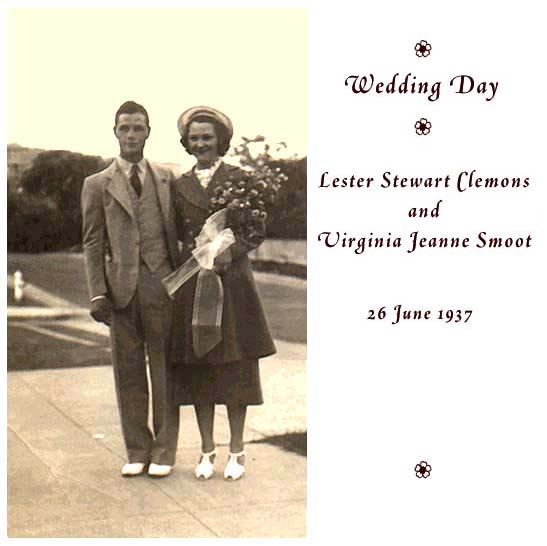 Wedding Day
Lester Stewart Clemons
and
Virginia Jeanne Smoot
26 June 1937